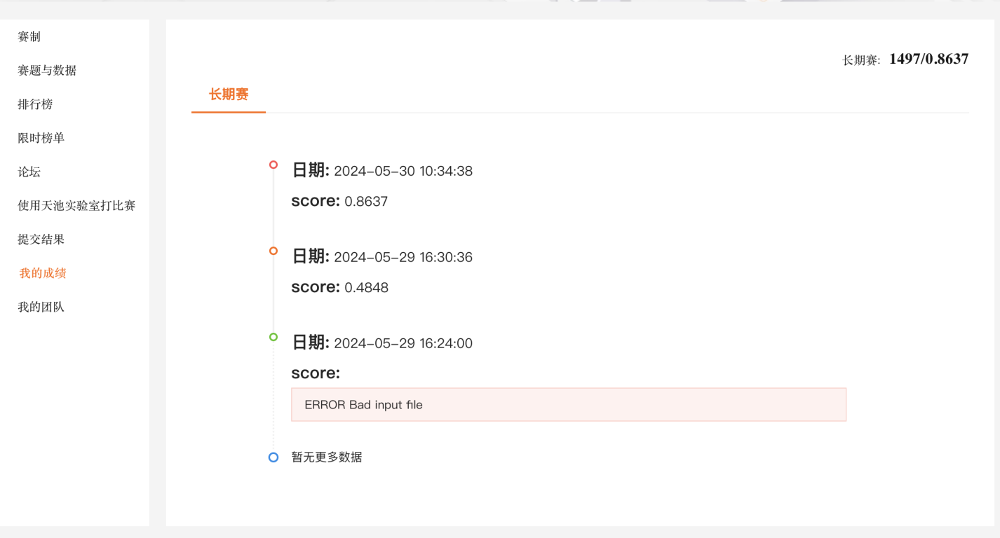 赛制
赛题与数据
排行榜
限时榜单
论坛
使用天池实验室打比赛
提交结果
我的成绩
我的团队
长期赛: 1497/0.8637
长期赛
日期: 2024-05-30 10:34:38
score: 0.8637
日期: 2024-05-29 16:30:36
score: 0.4848
日期: 2024-05-29 16:24:00
score:
ERROR Bad input file
暂无更多数据